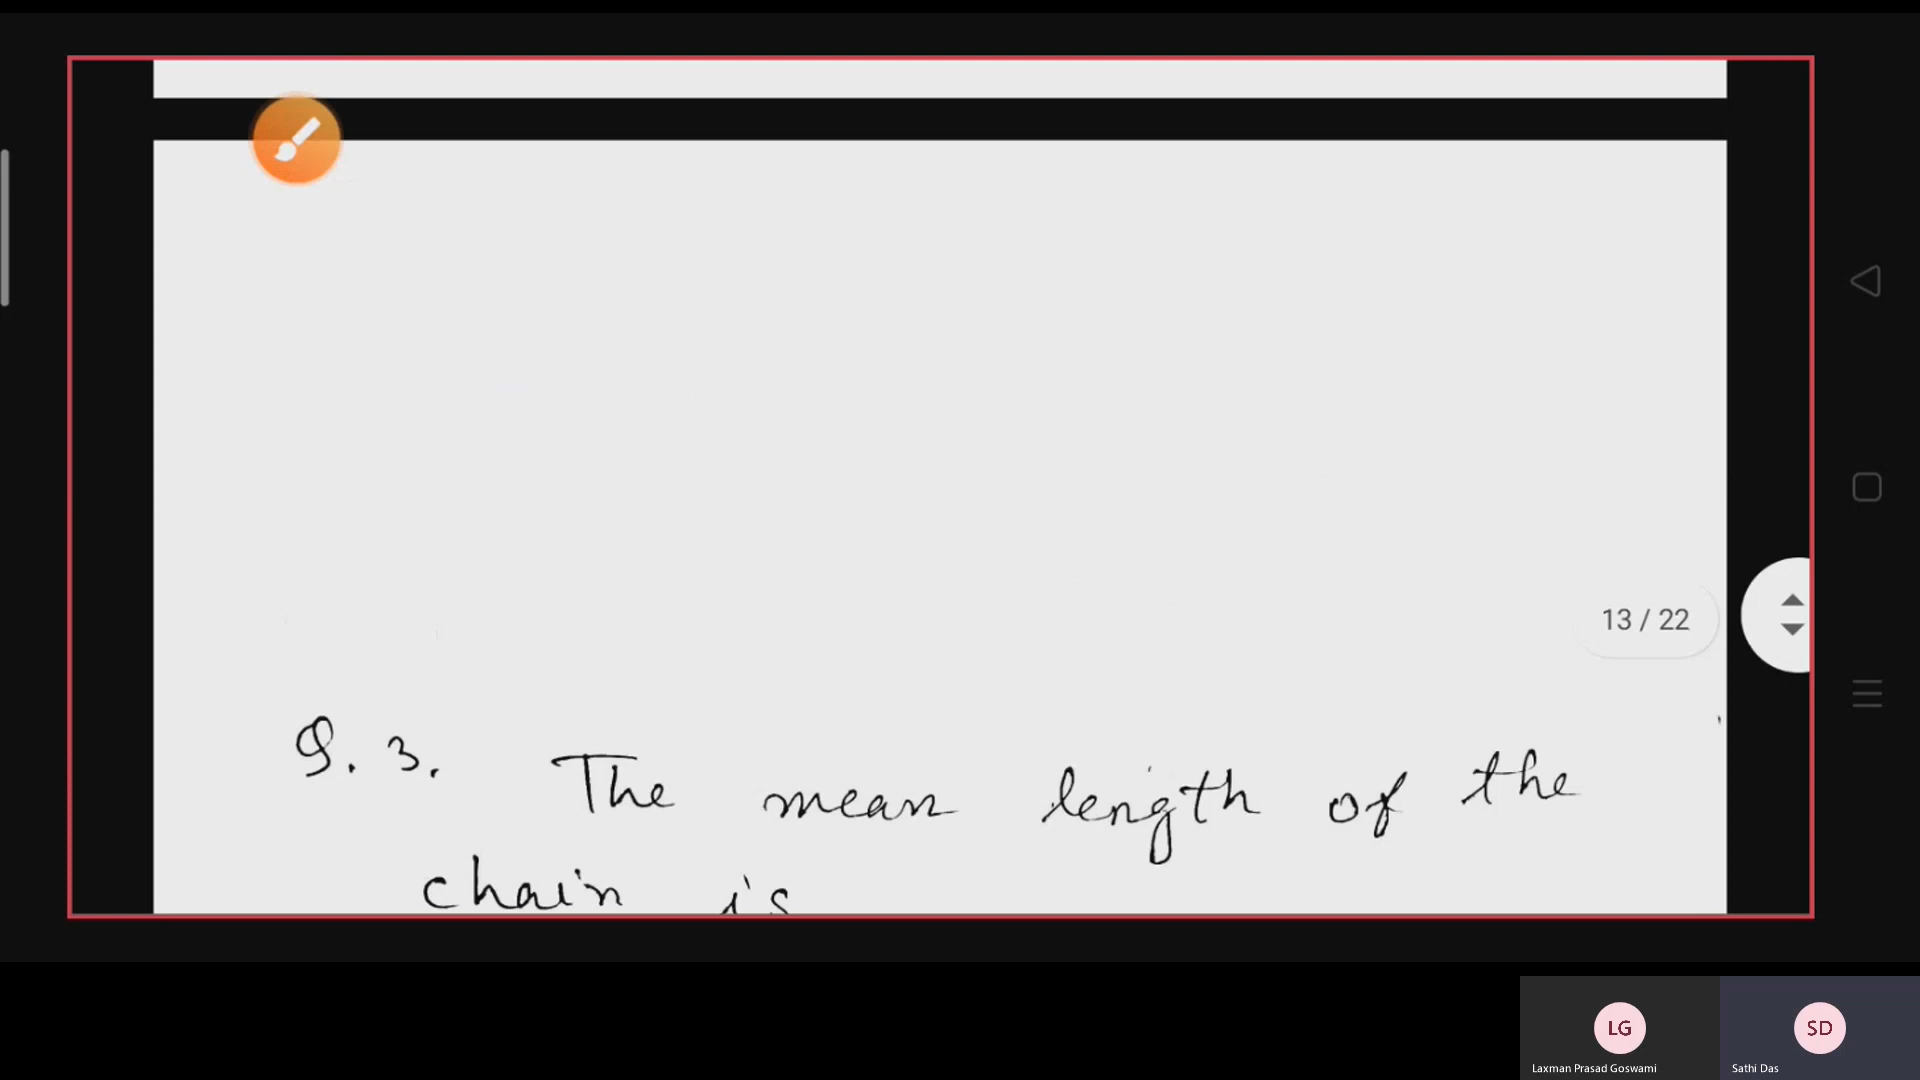 13 / 22
Q. 3. The mean length of the
chain is
LG
SD
Laxman Prasad Goswami
Sathi Das